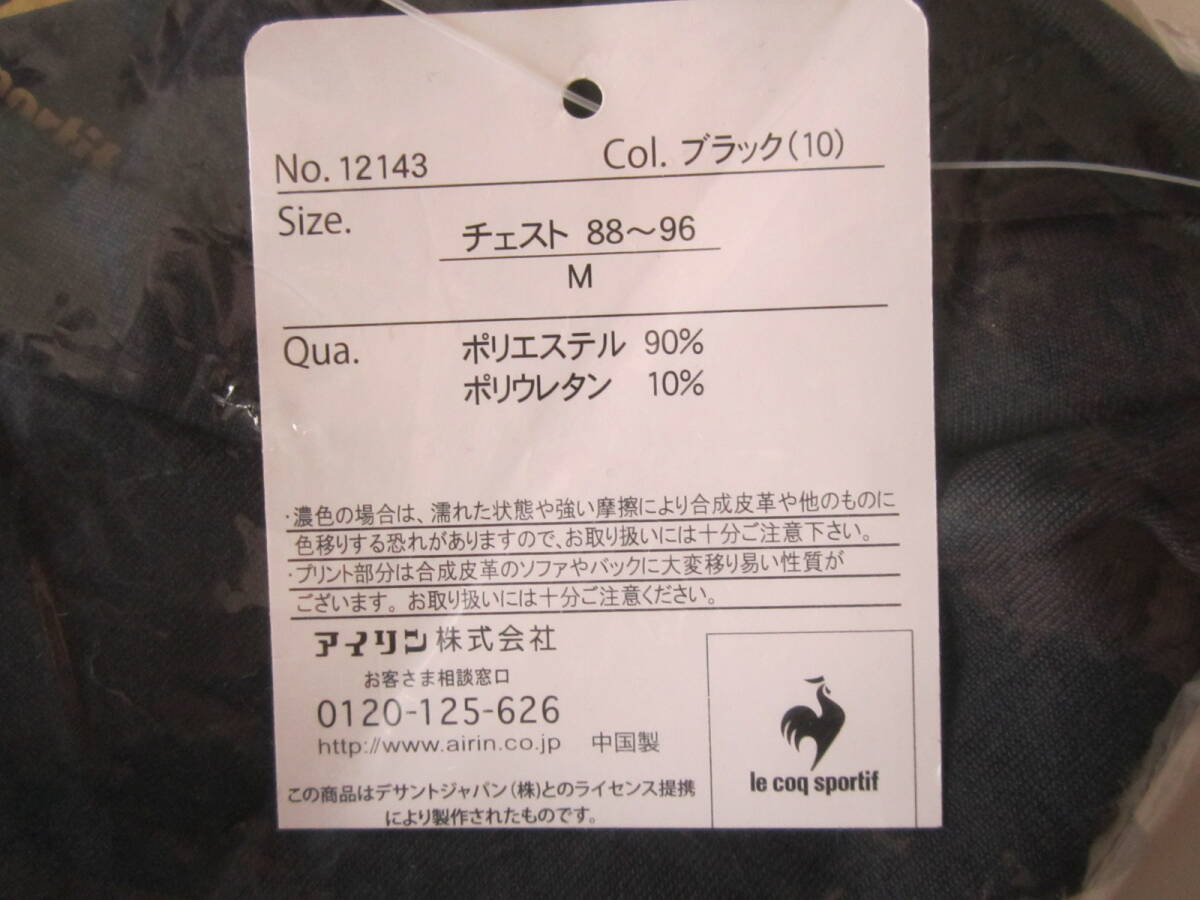 No. 12143 Col. ブラック(10)
Size. チェスト 88～96
M
Qua. ポリエステル 90%
ポリウレタン 10%
・濃色の場合は、濡れた状態や強い摩擦により合成皮革や他のものに
色移りする恐れがありますので、お取り扱いには十分ご注意下さい。
・プリント部分は合成皮革のソファやバックに大変移り易い性質が
ございます。お取り扱いには十分ご注意ください。
アイリン株式会社
お客さま相談窓口
0120-125-626
http://www.airin.co.jp 中国製
この商品はデサントジャパン(株)とのライセンス提携
により製作されたものです。
le coq sportif